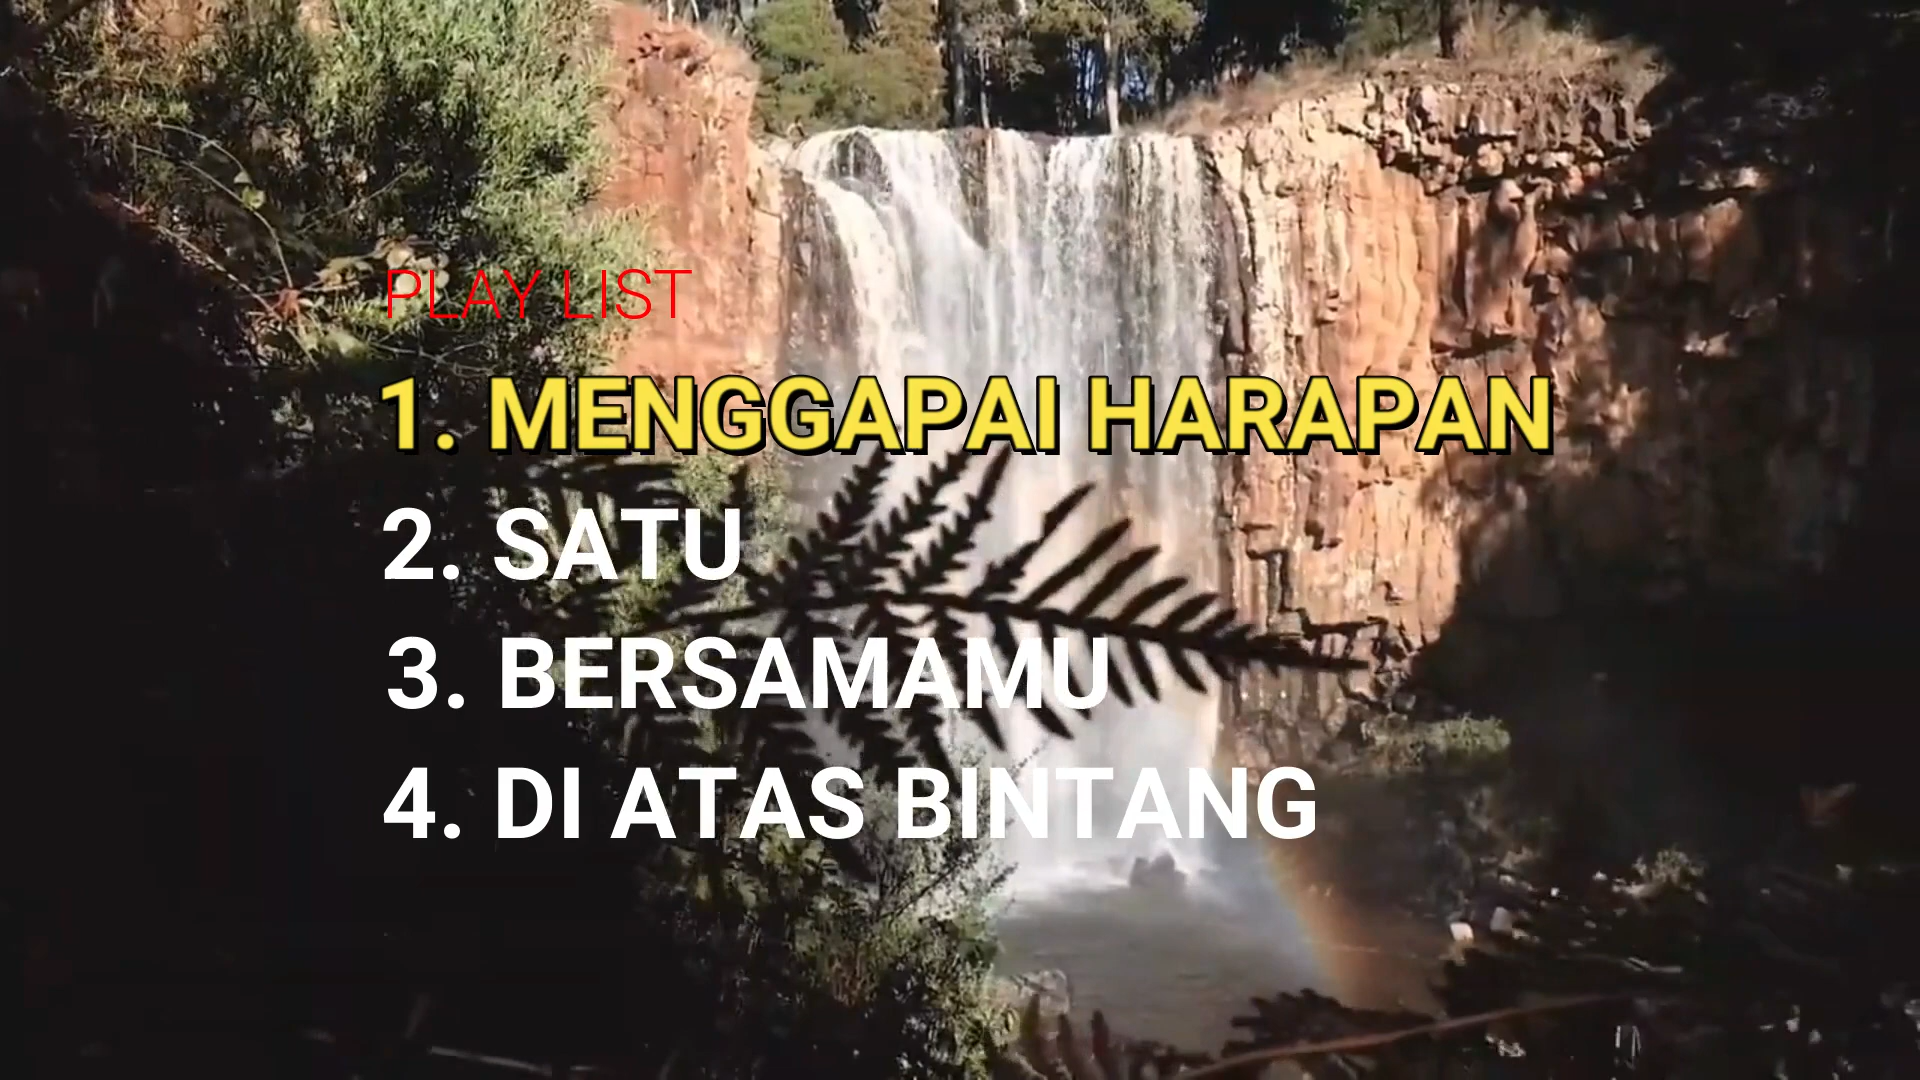 PLAY LIST
1. MENGGAPAI HARAPAN
2. SATU
3. BERSAMAMU
4. DI ATAS BINTANG